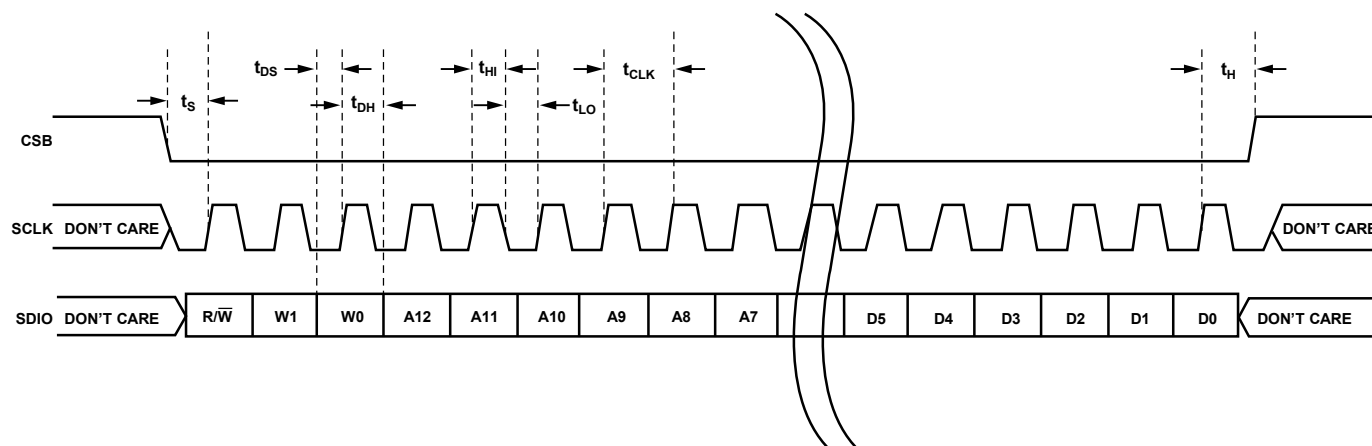 tDS
tHI
tCLK
tH
tS
tDH
tLO
CSB
SCLK DON'T CARE
DON'T CARE
SDIO DON'T CARE R/W̅ W1 W0 A12 A11 A10 A9 A8 A7 D5 D4 D3 D2 D1 D0 DON'T CARE